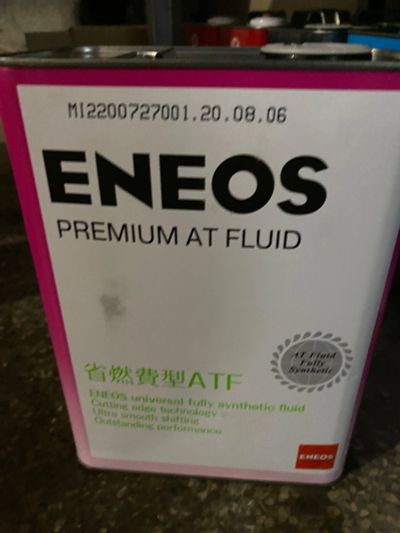 MI2200727001.20.08.06
ENEOS
PREMIUM AT FLUID
AT Fluid
Fully
Synthetic
省燃費型ATF
ENEOS universal fully synthetic fluid
Cutting edge technology
Ultra smooth shifting
Outstanding performance
ENEOS